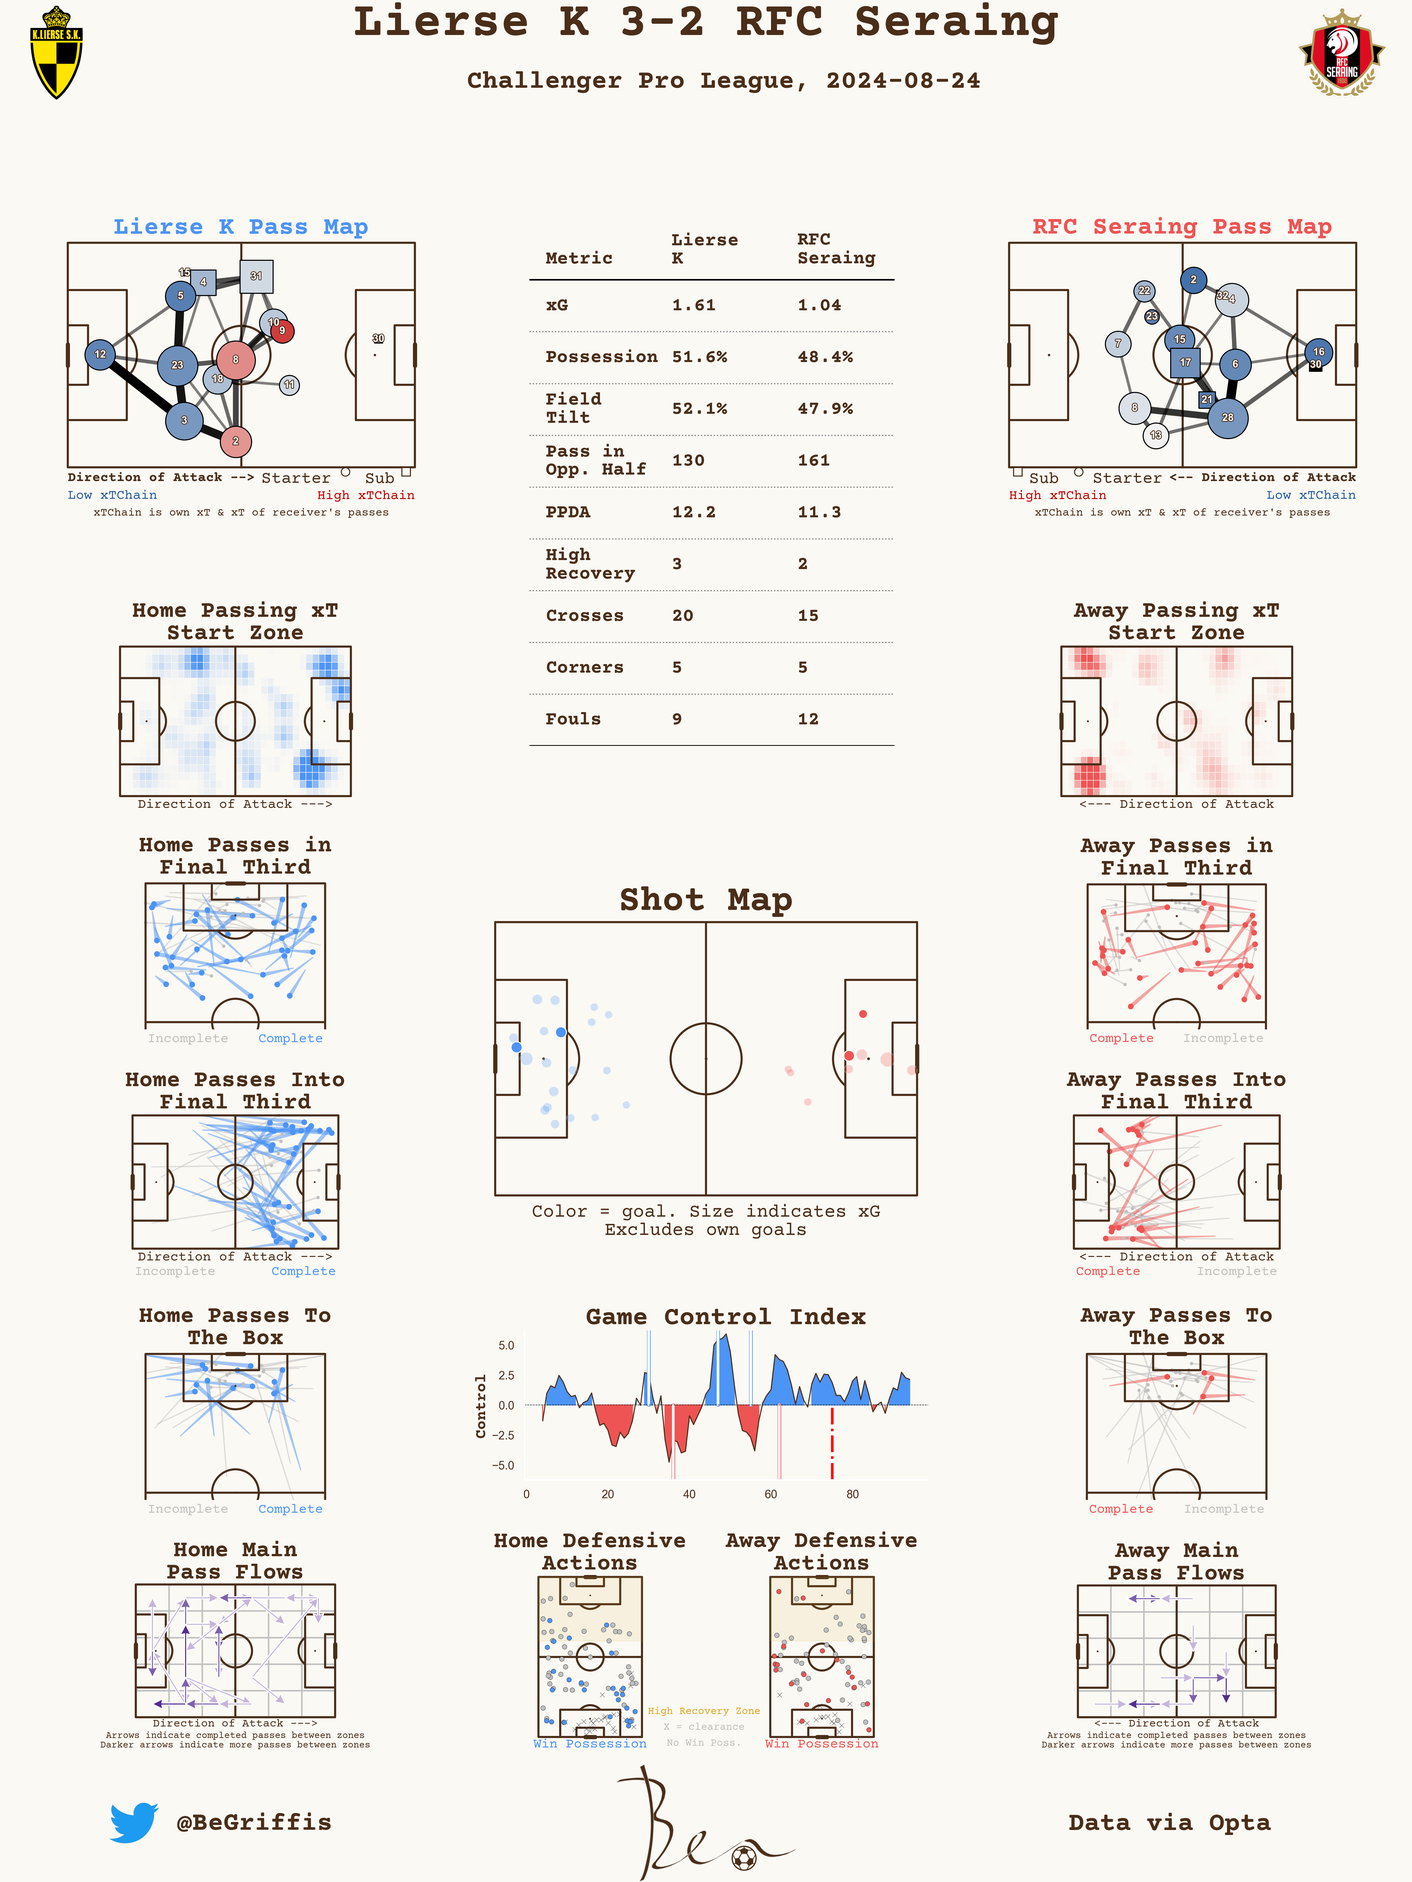 Lierse K 3-2 RFC Seraing
Challenger Pro League, 2024-08-24
K.LIERSE S.K.
RFC
SERAING
Lierse K Pass Map
15
4
31
5
10
9
30
12
23
8
18
11
3
2
Direction of Attack --> Starter Sub
Low xTChain High xTChain
xTChain is own xT & xT of receiver's passes
Metric Lierse K RFC Seraing
xG 1.61 1.04
Possession 51.6% 48.4%
Field Tilt 52.1% 47.9%
Pass in Opp. Half 130 161
PPDA 12.2 11.3
High Recovery 3 2
Crosses 20 15
Corners 5 5
Fouls 9 12
RFC Seraing Pass Map
2
22
32
4
23
7
15
16
17
6
30
21
8
28
13
Sub Starter <-- Direction of Attack
High xTChain Low xTChain
xTChain is own xT & xT of receiver's passes
Home Passing xT
Start Zone
Direction of Attack --->
Away Passing xT
Start Zone
<--- Direction of Attack
Home Passes in
Final Third
Incomplete Complete
Away Passes in
Final Third
Complete Incomplete
Shot Map
Color = goal. Size indicates xG
Excludes own goals
Home Passes Into
Final Third
Direction of Attack --->
Incomplete Complete
Away Passes Into
Final Third
<--- Direction of Attack
Complete Incomplete
Home Passes To
The Box
Incomplete Complete
Game Control Index
Control
5.0
2.5
0.0
−2.5
−5.0
0 20 40 60 80
Away Passes To
The Box
Complete Incomplete
Home Main
Pass Flows
Direction of Attack --->
Arrows indicate completed passes between zones
Darker arrows indicate more passes between zones
Home Defensive
Actions
Win Possession
High Recovery Zone
X = clearance
No Win Poss.
Away Defensive
Actions
Win Possession
Away Main
Pass Flows
<--- Direction of Attack
Arrows indicate completed passes between zones
Darker arrows indicate more passes between zones
@BeGriffis
Ben
Data via Opta